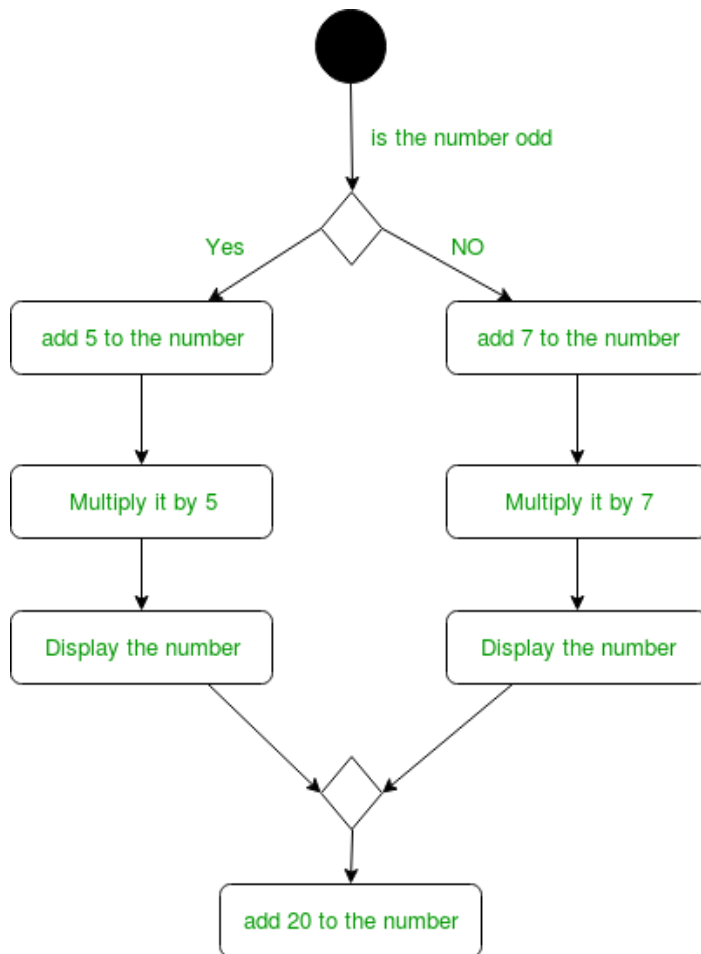 is the number odd
Yes
NO
add 5 to the number
add 7 to the number
Multiply it by 5
Multiply it by 7
Display the number
Display the number
add 20 to the number